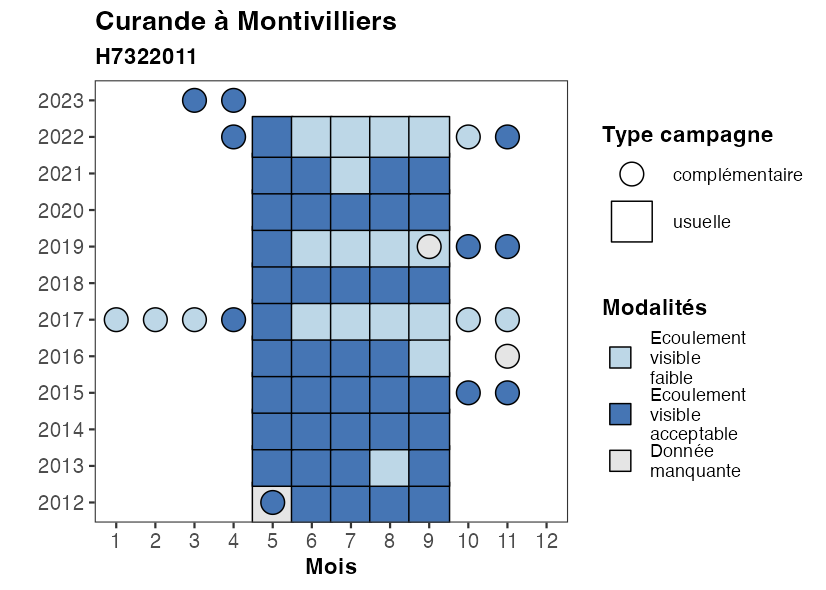 Curande à Montivilliers
H7322011
2023
2022
2021
2020
2019
2018
2017
2016
2015
2014
2013
2012
1 2 3 4 5 6 7 8 9 10 11 12
Mois
Type campagne
complémentaire
usuelle
Modalités
Ecoulement
visible
faible
Ecoulement
visible
acceptable
Donnée
manquante